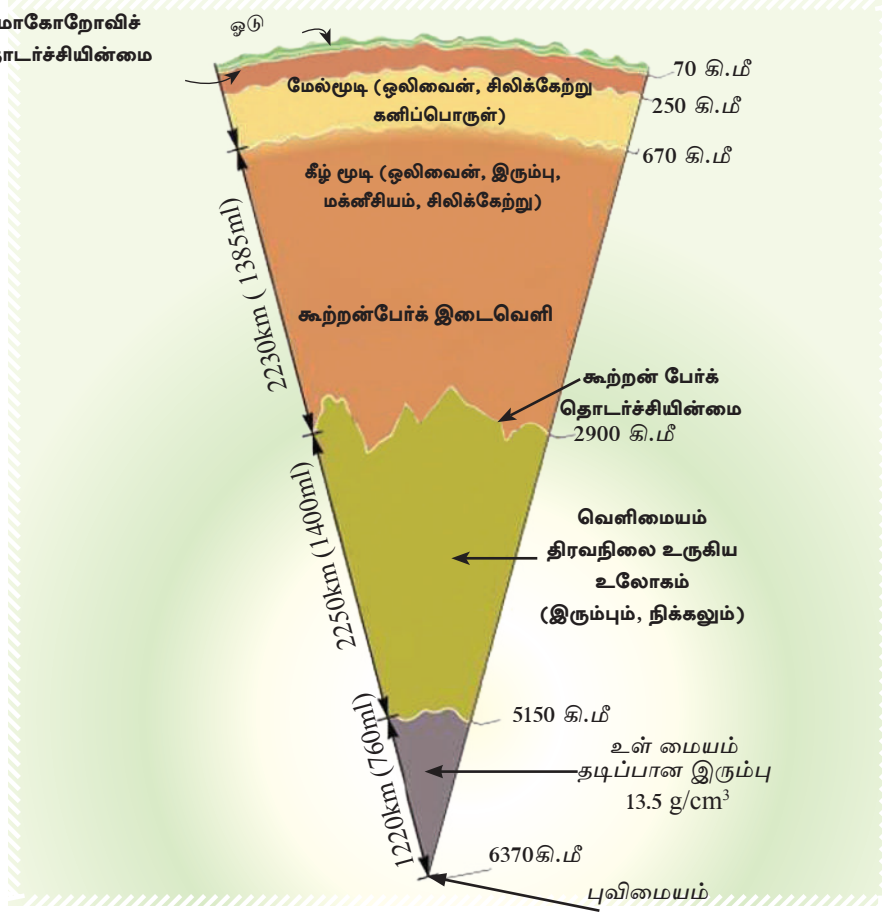 மாகோறோவிச்
தொடர்ச்சியின்மை
ஓடு
70 கி.மீ
மேல்மூடி (ஒலிவைன், சிலிக்கேற்று
கனிப்பொருள்)
250 கி.மீ
670 கி.மீ
கீழ் மூடி (ஒலிவைன், இரும்பு,
மக்னீசியம், சிலிக்கேற்று)
2230km ( 1385ml)
கூற்றன்பேர்க் இடைவெளி
கூற்றன் பேர்க்
தொடர்ச்சியின்மை
2900 கி.மீ
2250km (1400ml)
வெளிமையம்
திரவநிலை உருகிய
உலோகம்
(இரும்பும், நிக்கலும்)
5150 கி.மீ
உள் மையம்
தடிப்பான இரும்பு
13.5 g/cm³
1220km (760ml)
6370கி.மீ
புவிமையம்